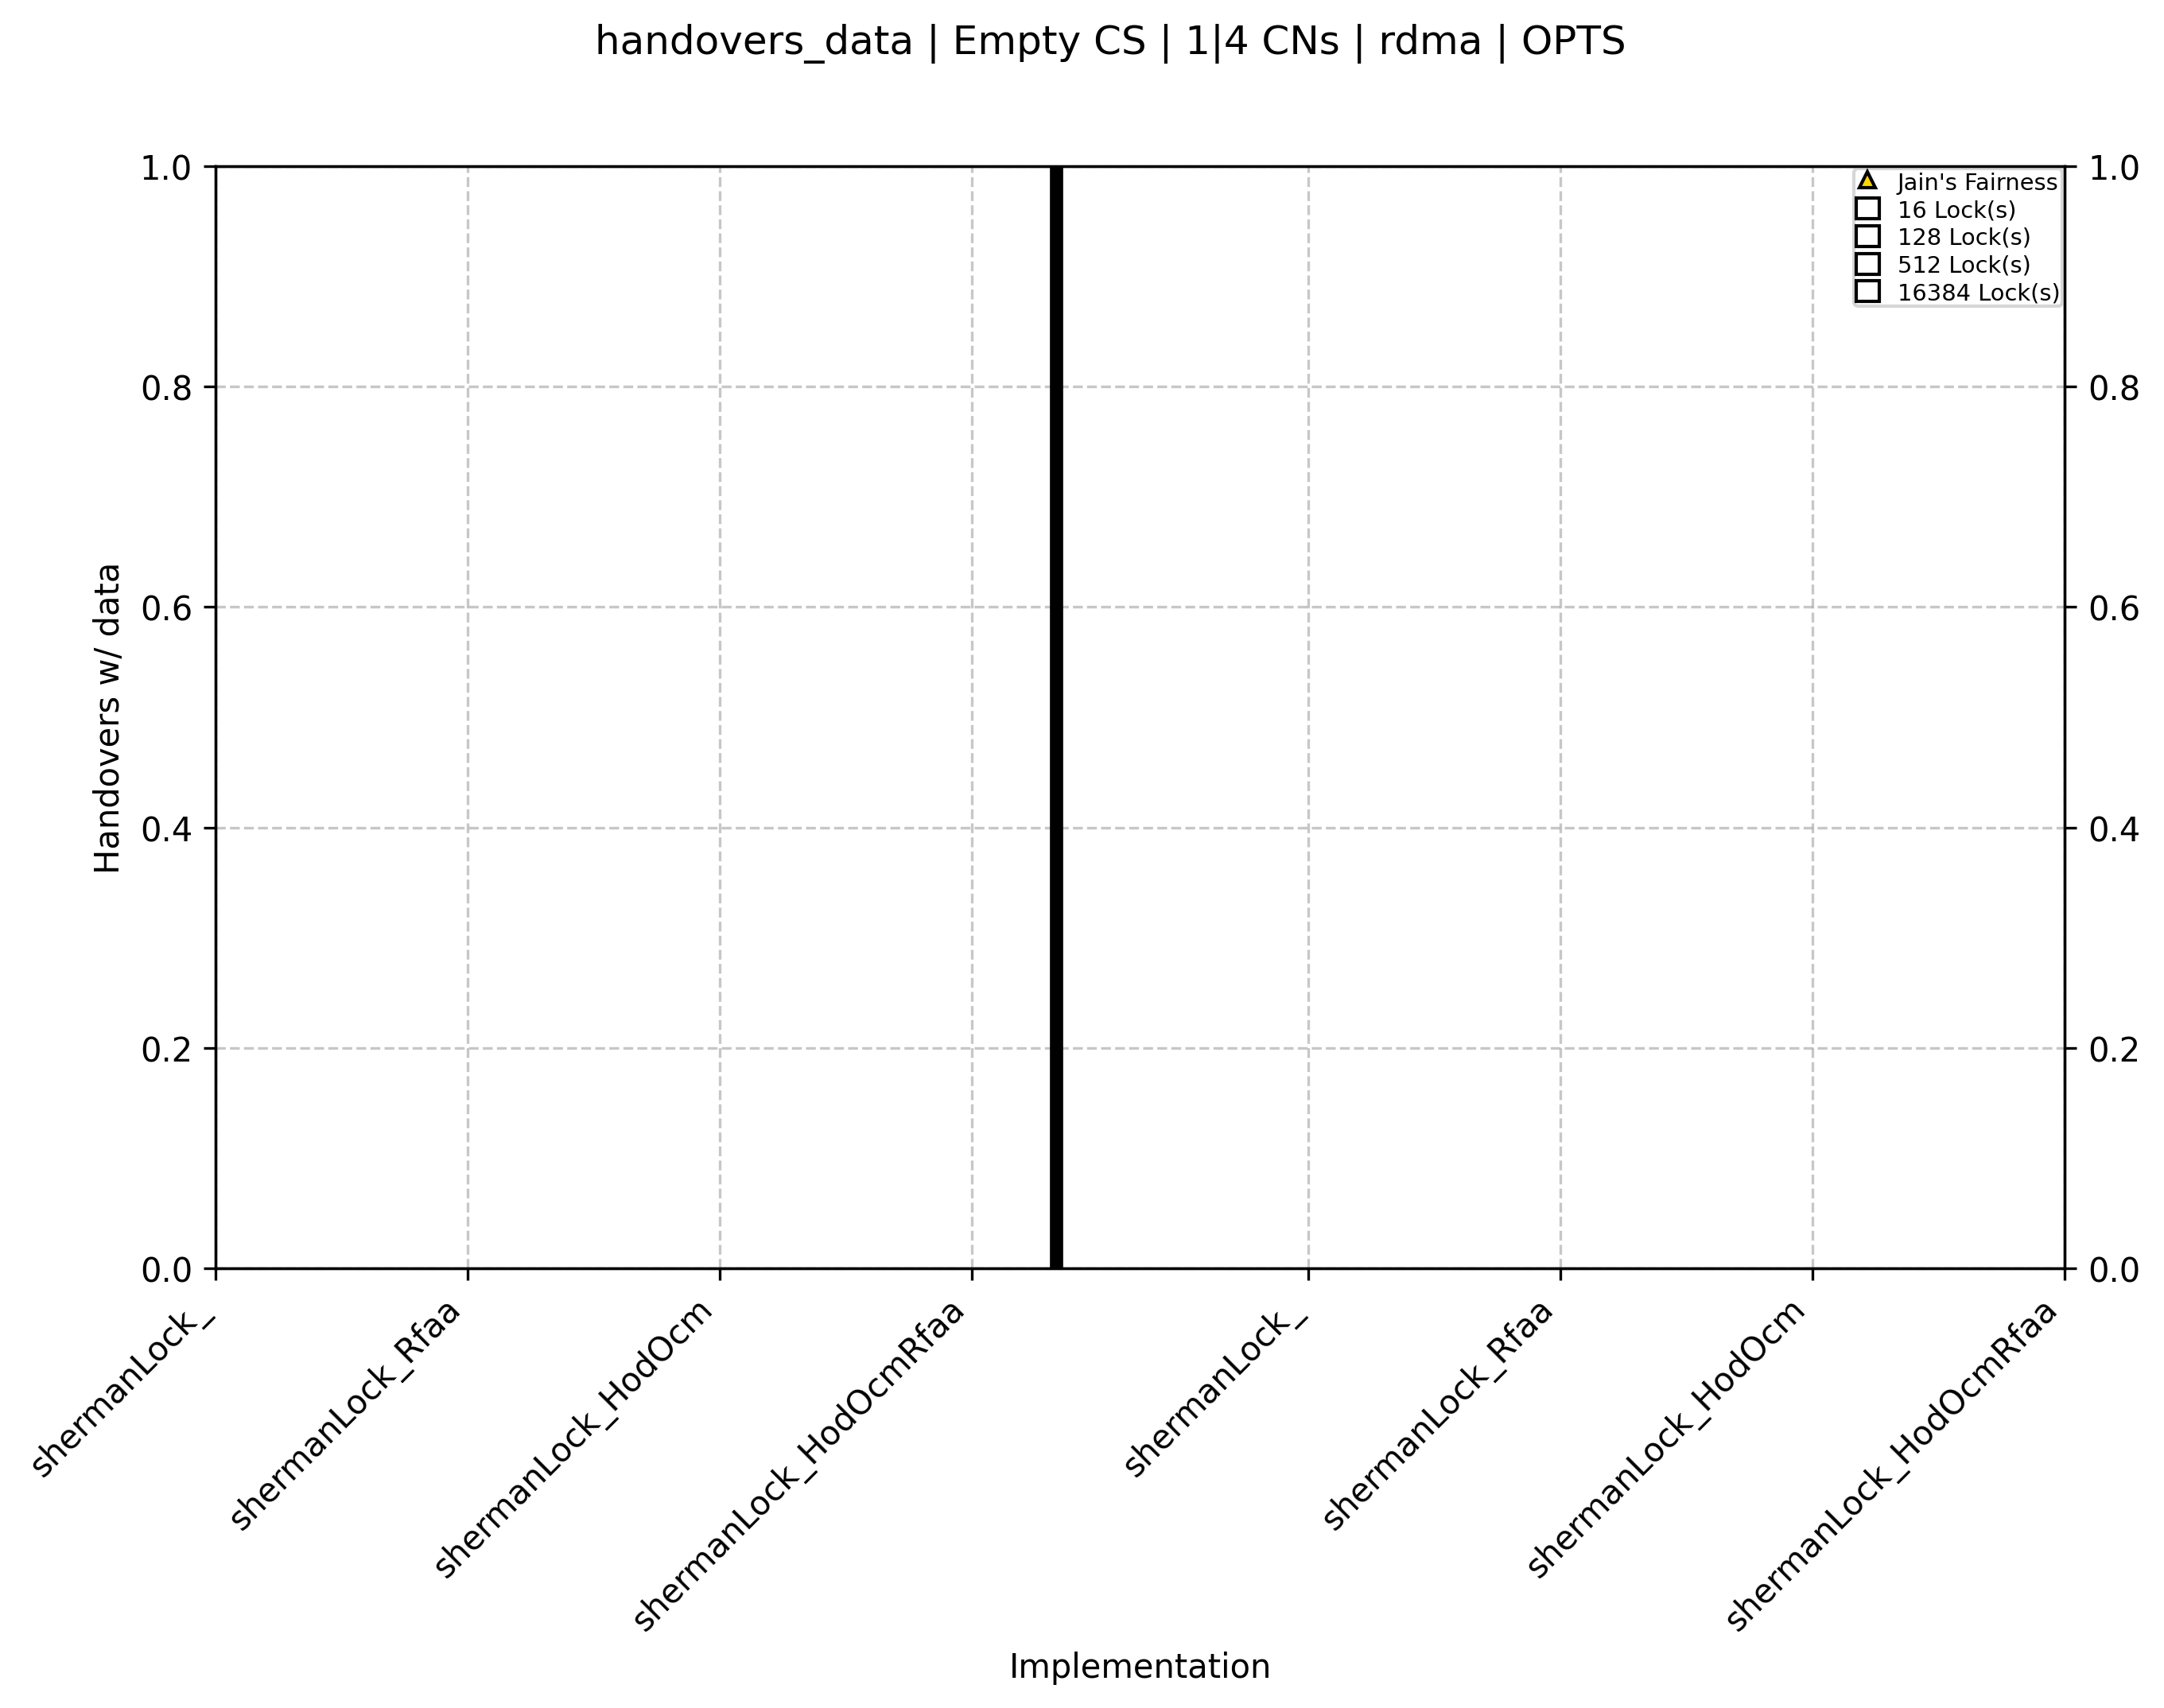 handovers_data | Empty CS | 1|4 CNs | rdma | OPTS
1.0
0.8
0.6
0.4
0.2
0.0
Handovers w/ data
1.0
0.8
0.6
0.4
0.2
0.0
Jain's Fairness
16 Lock(s)
128 Lock(s)
512 Lock(s)
16384 Lock(s)
shermanLock_
shermanLock_Rfaa
shermanLock_HodOcm
shermanLock_HodOcmRfaa
shermanLock_
shermanLock_Rfaa
shermanLock_HodOcm
shermanLock_HodOcmRfaa
Implementation